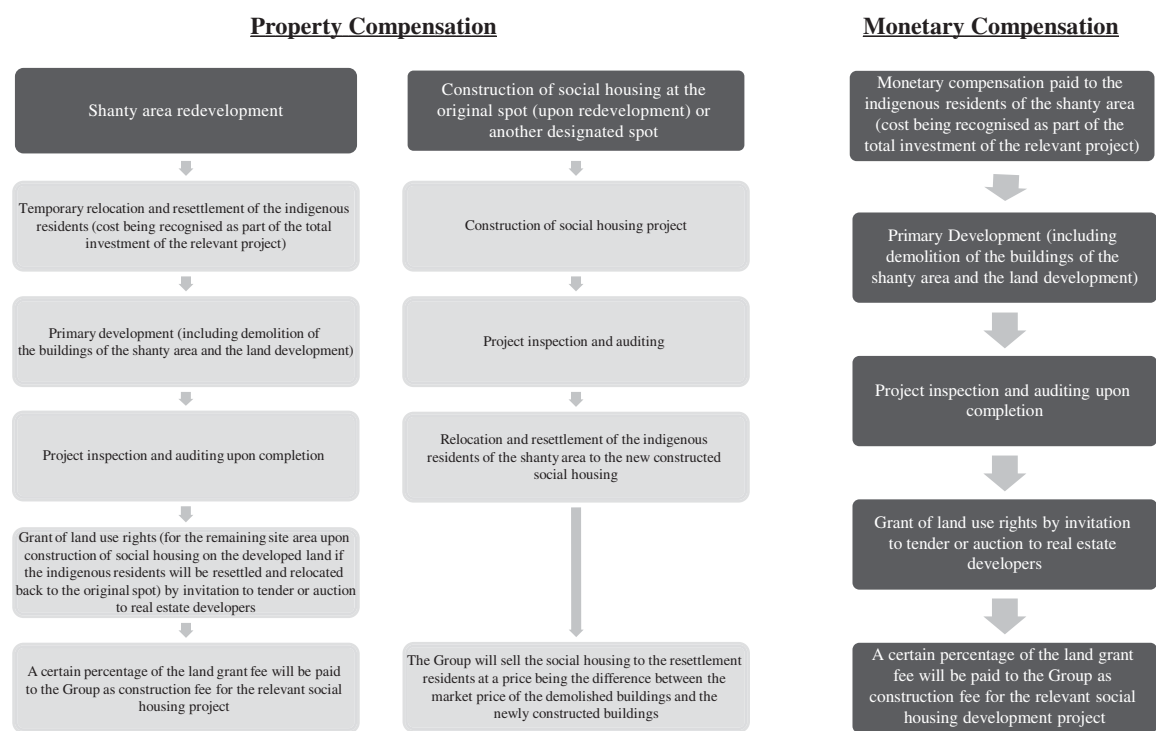 Property Compensation
Shanty area redevelopment
Temporary relocation and resettlement of the indigenous
residents (cost being recognised as part of the total
investment of the relevant project)
Primary development (including demolition of
the buildings of the shanty area and the land development)
Project inspection and auditing upon completion
Grant of land use rights (for the remaining site area upon
construction of social housing on the developed land if
the indigenous residents will be resettled and relocated
back to the original spot) by invitation to tender or auction
to real estate developers
A certain percentage of the land grant fee will be paid
to the Group as construction fee for the relevant social
housing project
Construction of social housing at the
original spot (upon redevelopment) or
another designated spot
Construction of social housing project
Project inspection and auditing
Relocation and resettlement of the indigenous
residents of the shanty area to the new constructed
social housing
The Group will sell the social housing to the resettlement
residents at a price being the difference between the
market price of the demolished buildings and the
newly constructed buildings
Monetary Compensation
Monetary compensation paid to the
indigenous residents of the shanty area
(cost being recognised as part of the
total investment of the relevant project)
Primary Development (including
demolition of the buildings of the
shanty area and the land development)
Project inspection and auditing upon
completion
Grant of land use rights by invitation
to tender or auction to real estate
developers
A certain percentage of the land grant
fee will be paid to the Group as
construction fee for the relevant social
housing development project